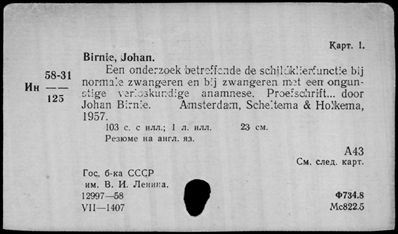 Карт. 1.
Birnie, Johan.
58-31
Ин
125
Een onderzoek betreffende de schildklierfunctie bij
normale zwangeren en bij zwangeren met een ongun-
stige verloskundige anamnese. Proefschrift... door
Johan Birnie. Amsterdam, Scheltema & Holkema,
1957.
103 с. с илл.; 1 л. илл. 23 см.
Резюме на англ. яз.
А43
См. след. карт.
Гос. б-ка СССР
им. В. И. Ленина.
12997—58
VII—1407
Ф734.8
Мс822.5